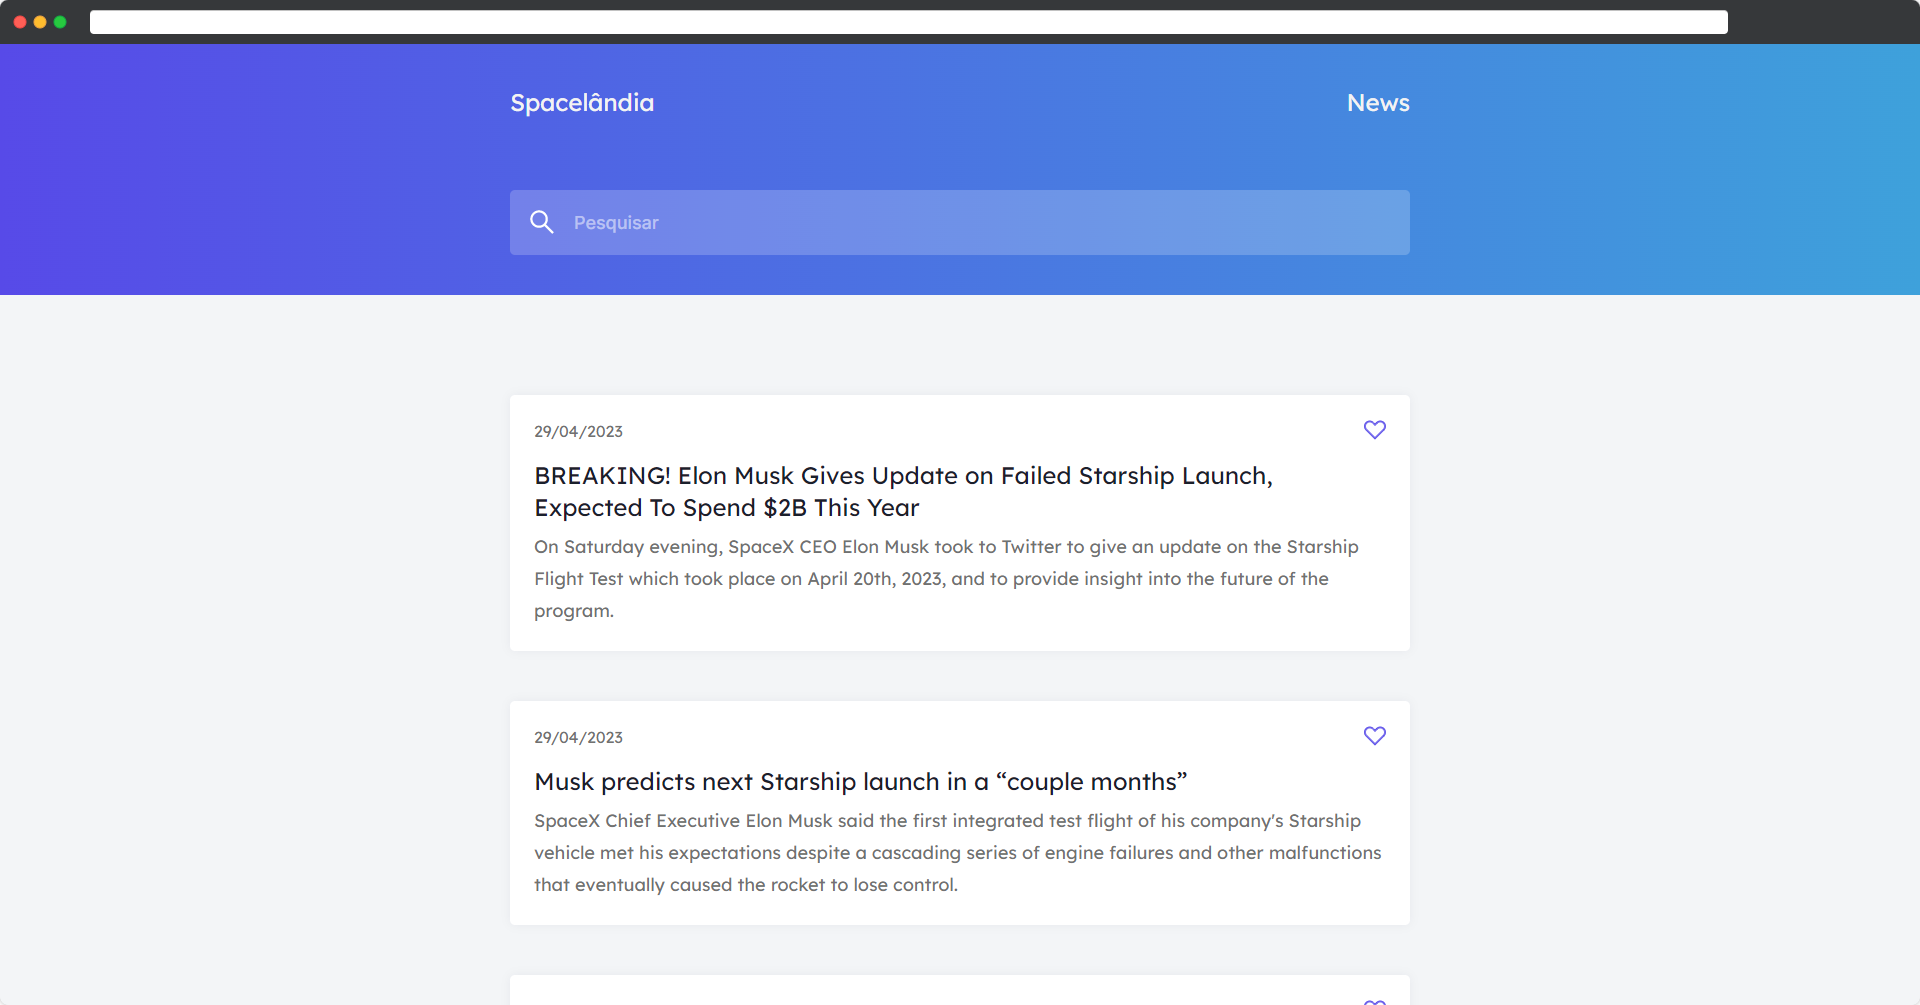 Spacelândia
News
Pesquisar
29/04/2023
BREAKING! Elon Musk Gives Update on Failed Starship Launch,
Expected To Spend $2B This Year
On Saturday evening, SpaceX CEO Elon Musk took to Twitter to give an update on the Starship
Flight Test which took place on April 20th, 2023, and to provide insight into the future of the
program.
29/04/2023
Musk predicts next Starship launch in a “couple months”
SpaceX Chief Executive Elon Musk said the first integrated test flight of his company's Starship
vehicle met his expectations despite a cascading series of engine failures and other malfunctions
that eventually caused the rocket to lose control.